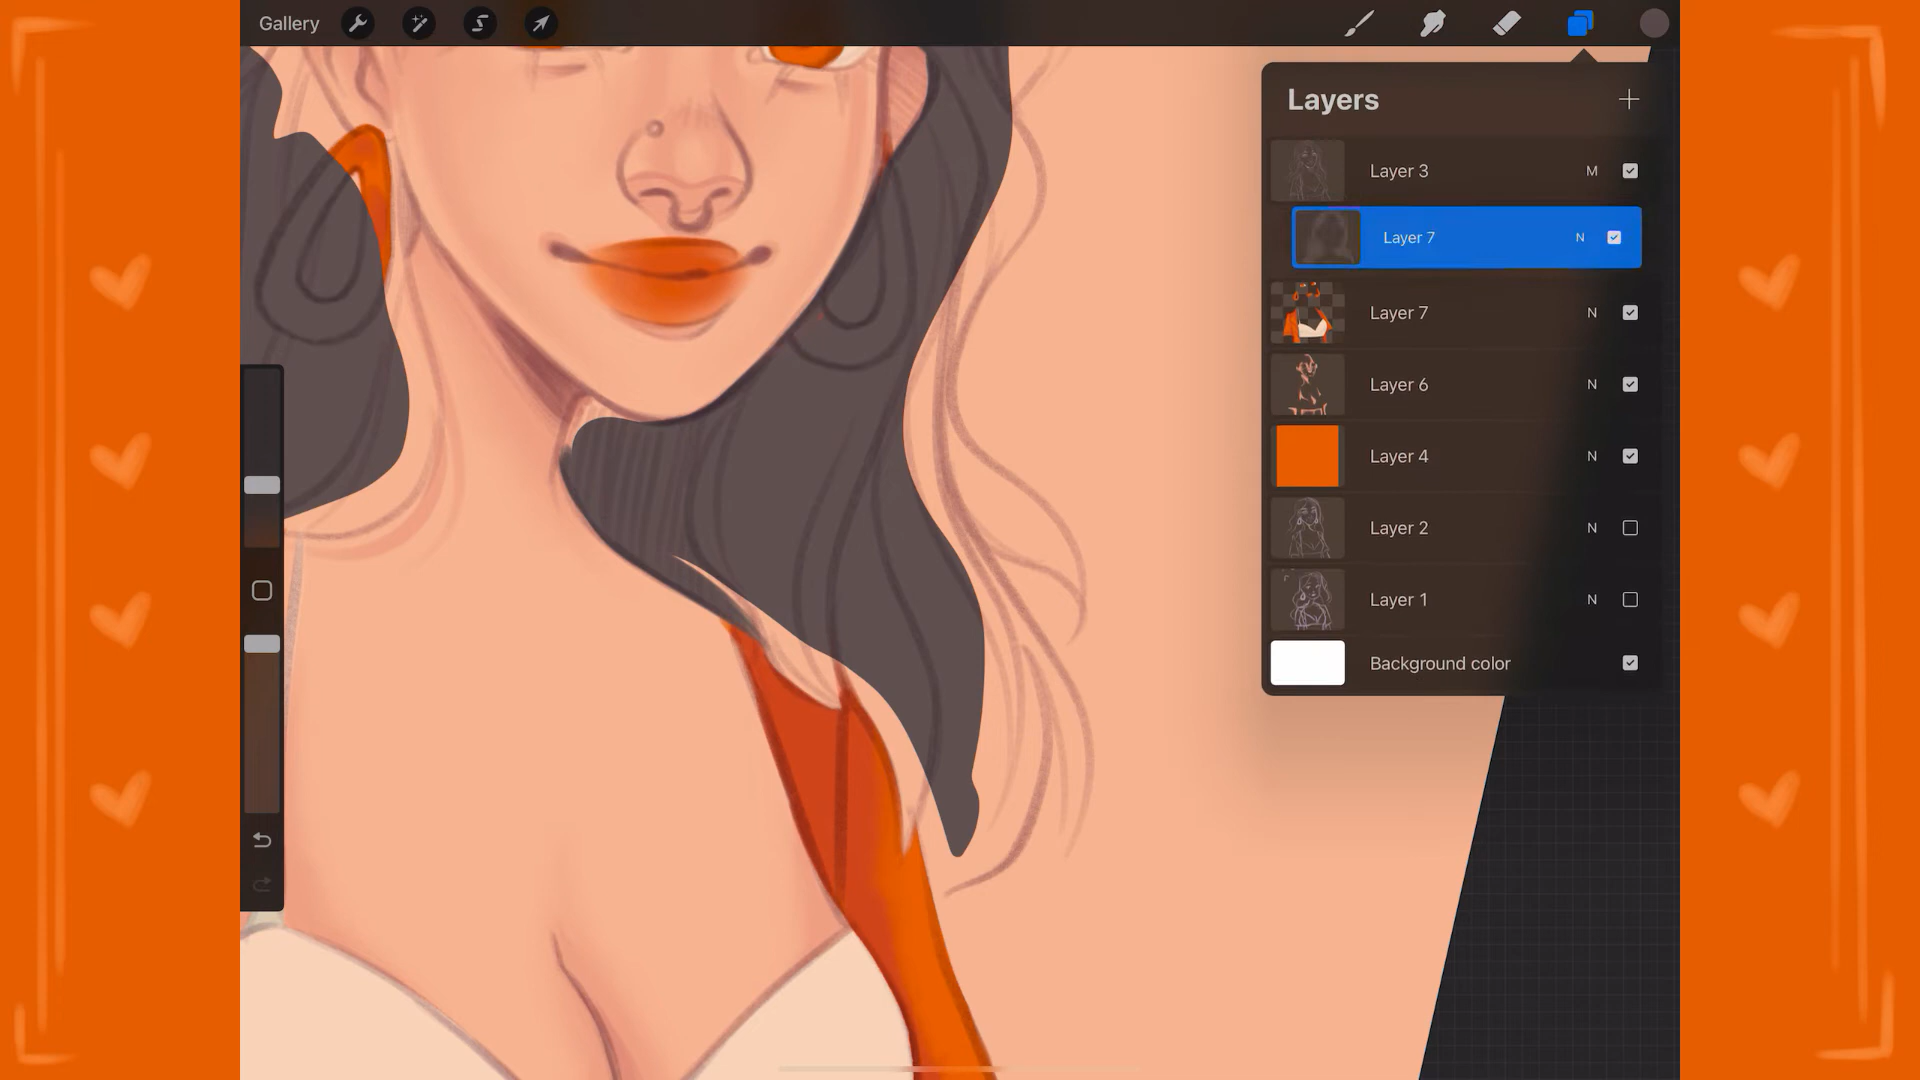 Gallery
Layers
Layer 3 M
Layer 7 N
Layer 7 N
Layer 6 N
Layer 4 N
Layer 2 N
Layer 1 N
Background color